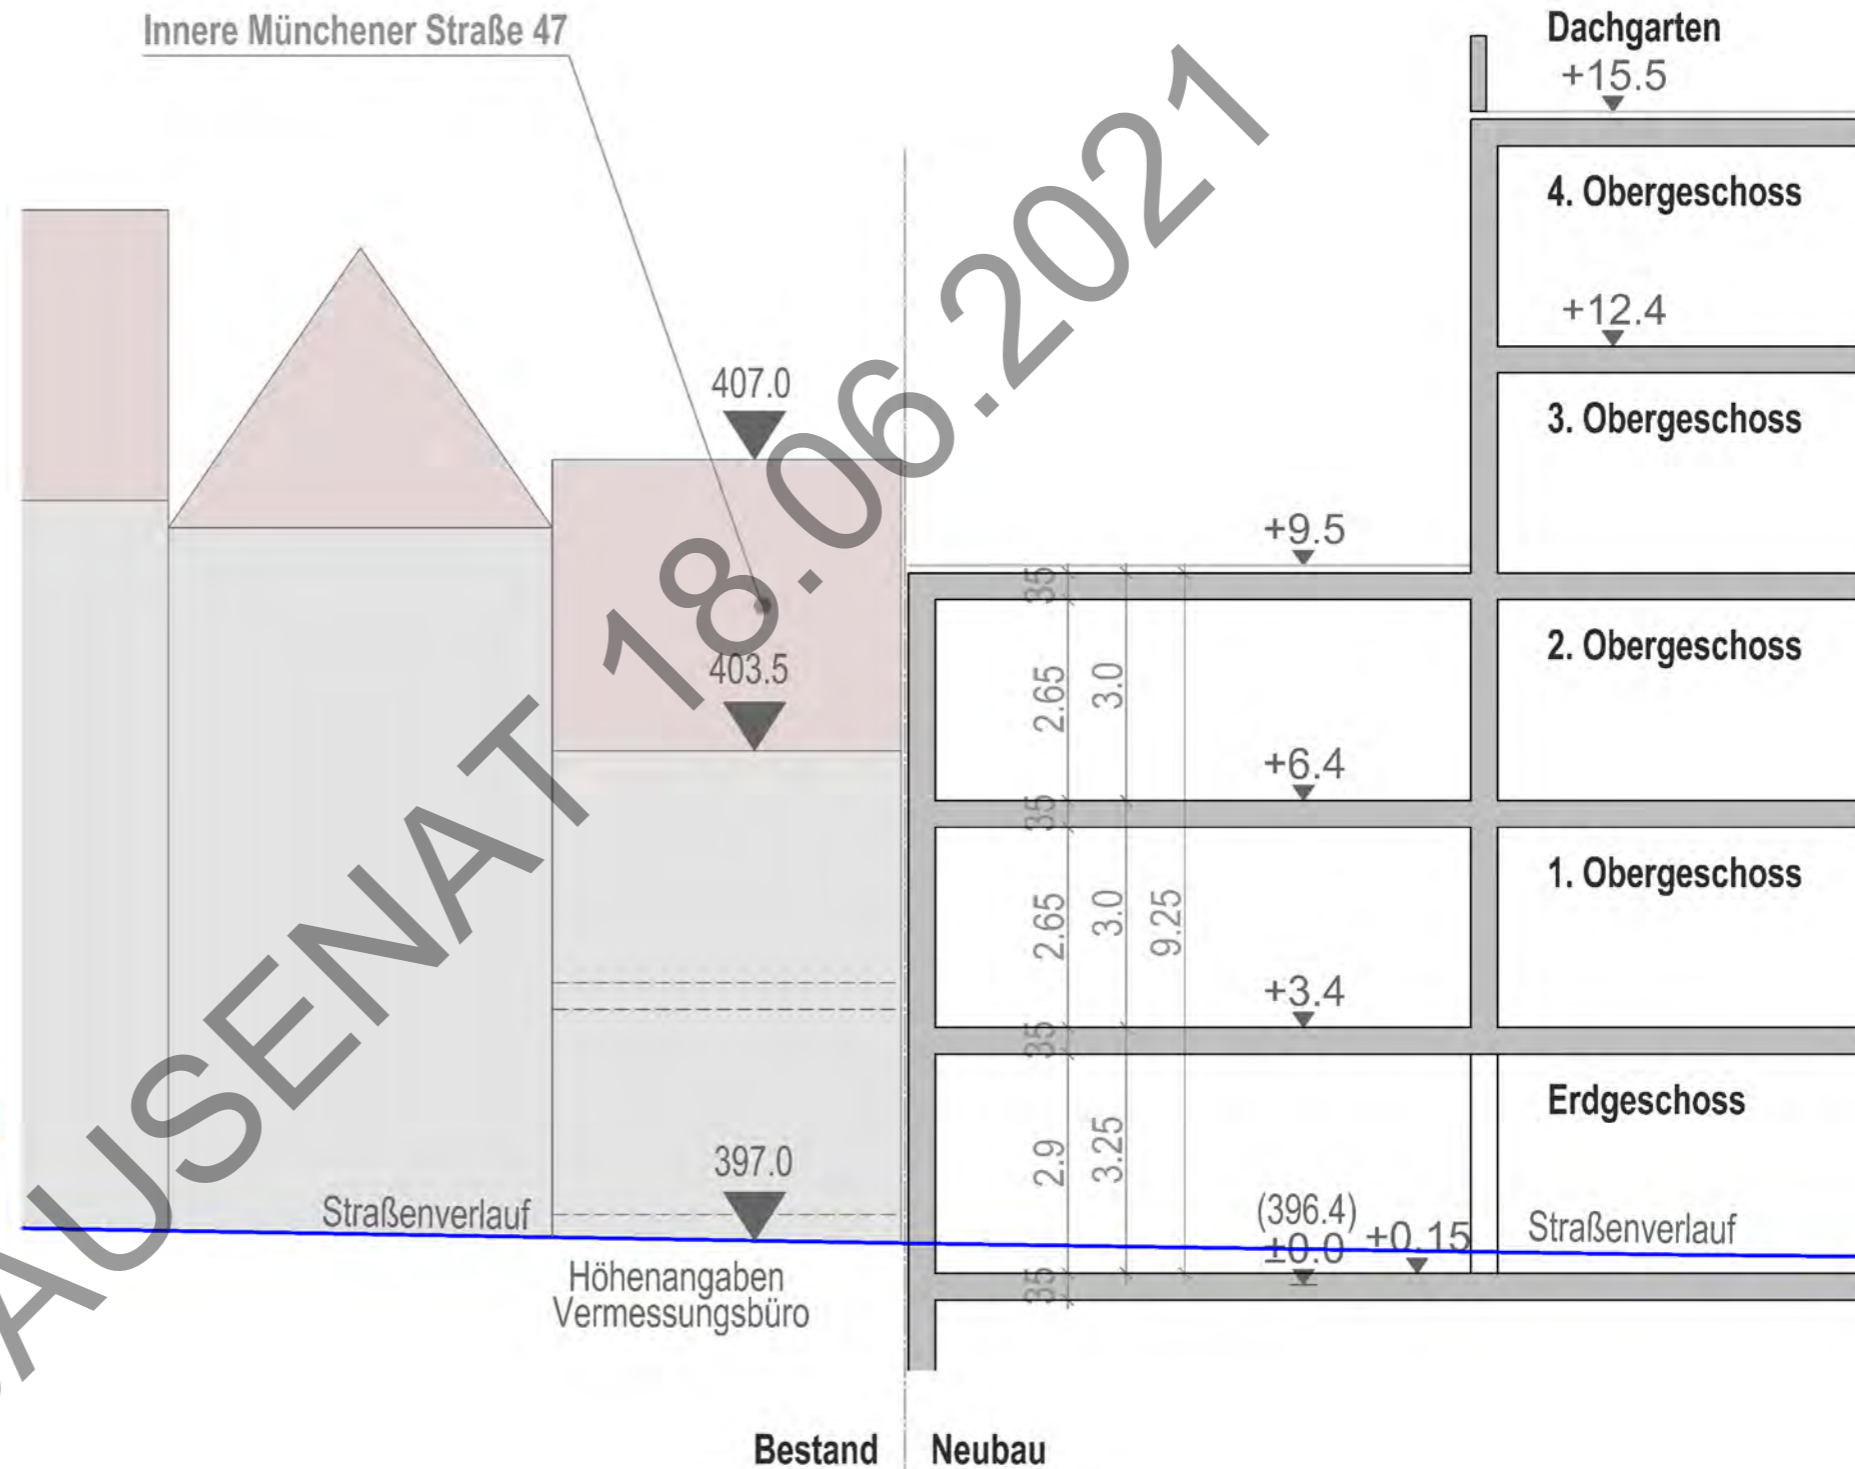 Innere Münchener Straße 47
Dachgarten
+15.5
4. Obergeschoss
+12.4
407.0
3. Obergeschoss
+9.5
35
403.5
2. Obergeschoss
2.65
3.0
+6.4
35
1. Obergeschoss
2.65
3.0
9.25
+3.4
35
Erdgeschoss
397.0
2.9
3.25
Straßenverlauf
(396.4)
±0.0
+0.15
Straßenverlauf
35
Höhenangaben
Vermessungsbüro
Bestand
Neubau
AUSENAT 18.06.2021